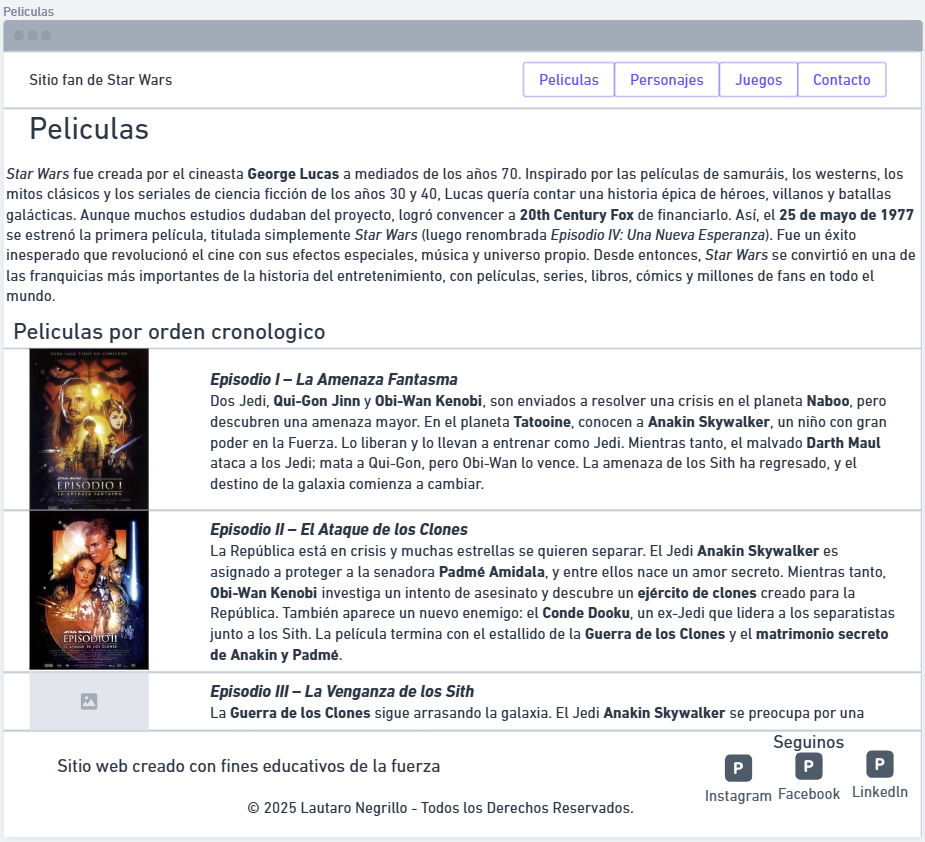 Peliculas
Sitio fan de Star Wars
Peliculas
Personajes
Juegos
Contacto
Peliculas
Star Wars fue creada por el cineasta George Lucas a mediados de los años 70. Inspirado por las películas de samuráis, los westerns, los
mitos clásicos y los seriales de ciencia ficción de los años 30 y 40, Lucas quería contar una historia épica de héroes, villanos y batallas
galácticas. Aunque muchos estudios dudaban del proyecto, logró convencer a 20th Century Fox de financiarlo. Así, el 25 de mayo de 1977
se estrenó la primera película, titulada simplemente Star Wars (luego renombrada Episodio IV: Una Nueva Esperanza). Fue un éxito
inesperado que revolucionó el cine con sus efectos especiales, música y universo propio. Desde entonces, Star Wars se convirtió en una de
las franquicias más importantes de la historia del entretenimiento, con películas, series, libros, cómics y millones de fans en todo el
mundo.
Peliculas por orden cronologico
TODA SAGA TIENE UN COMIENZO
STAR WARS
EPISODIO I
LA AMENAZA FANTASMA
Episodio I – La Amenaza Fantasma
Dos Jedi, Qui-Gon Jinn y Obi-Wan Kenobi, son enviados a resolver una crisis en el planeta Naboo, pero
descubren una amenaza mayor. En el planeta Tatooine, conocen a Anakin Skywalker, un niño con gran
poder en la Fuerza. Lo liberan y lo llevan a entrenar como Jedi. Mientras tanto, el malvado Darth Maul
ataca a los Jedi; mata a Qui-Gon, pero Obi-Wan lo vence. La amenaza de los Sith ha regresado, y el
destino de la galaxia comienza a cambiar.
STAR WARS
EPISODIO II
EL ATAQUE DE LOS CLONES
Episodio II – El Ataque de los Clones
La República está en crisis y muchas estrellas se quieren separar. El Jedi Anakin Skywalker es
asignado a proteger a la senadora Padmé Amidala, y entre ellos nace un amor secreto. Mientras tanto,
Obi-Wan Kenobi investiga un intento de asesinato y descubre un ejército de clones creado para la
República. También aparece un nuevo enemigo: el Conde Dooku, un ex-Jedi que lidera a los separatistas
junto a los Sith. La película termina con el estallido de la Guerra de los Clones y el matrimonio secreto
de Anakin y Padmé.
Episodio III – La Venganza de los Sith
La Guerra de los Clones sigue arrasando la galaxia. El Jedi Anakin Skywalker se preocupa por una
Sitio web creado con fines educativos de la fuerza
Seguinos
P
P
P
Instagram
Facebook
LinkedIn
© 2025 Lautaro Negrillo - Todos los Derechos Reservados.